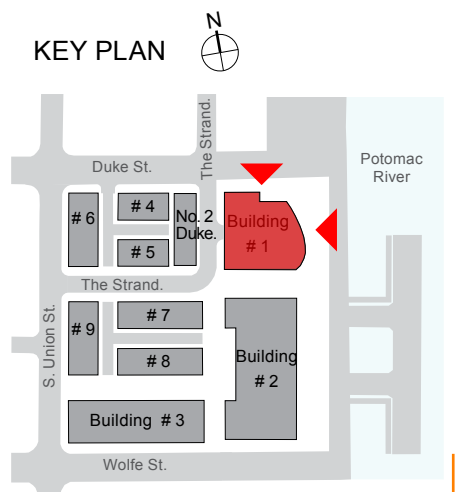 N
KEY PLAN
The Strand.
Duke St.
Potomac
River
# 6
# 4
No. 2
Duke.
Building
# 1
# 5
The Strand.
S. Union St.
# 9
# 7
# 8
Building
# 2
Building # 3
Wolfe St.